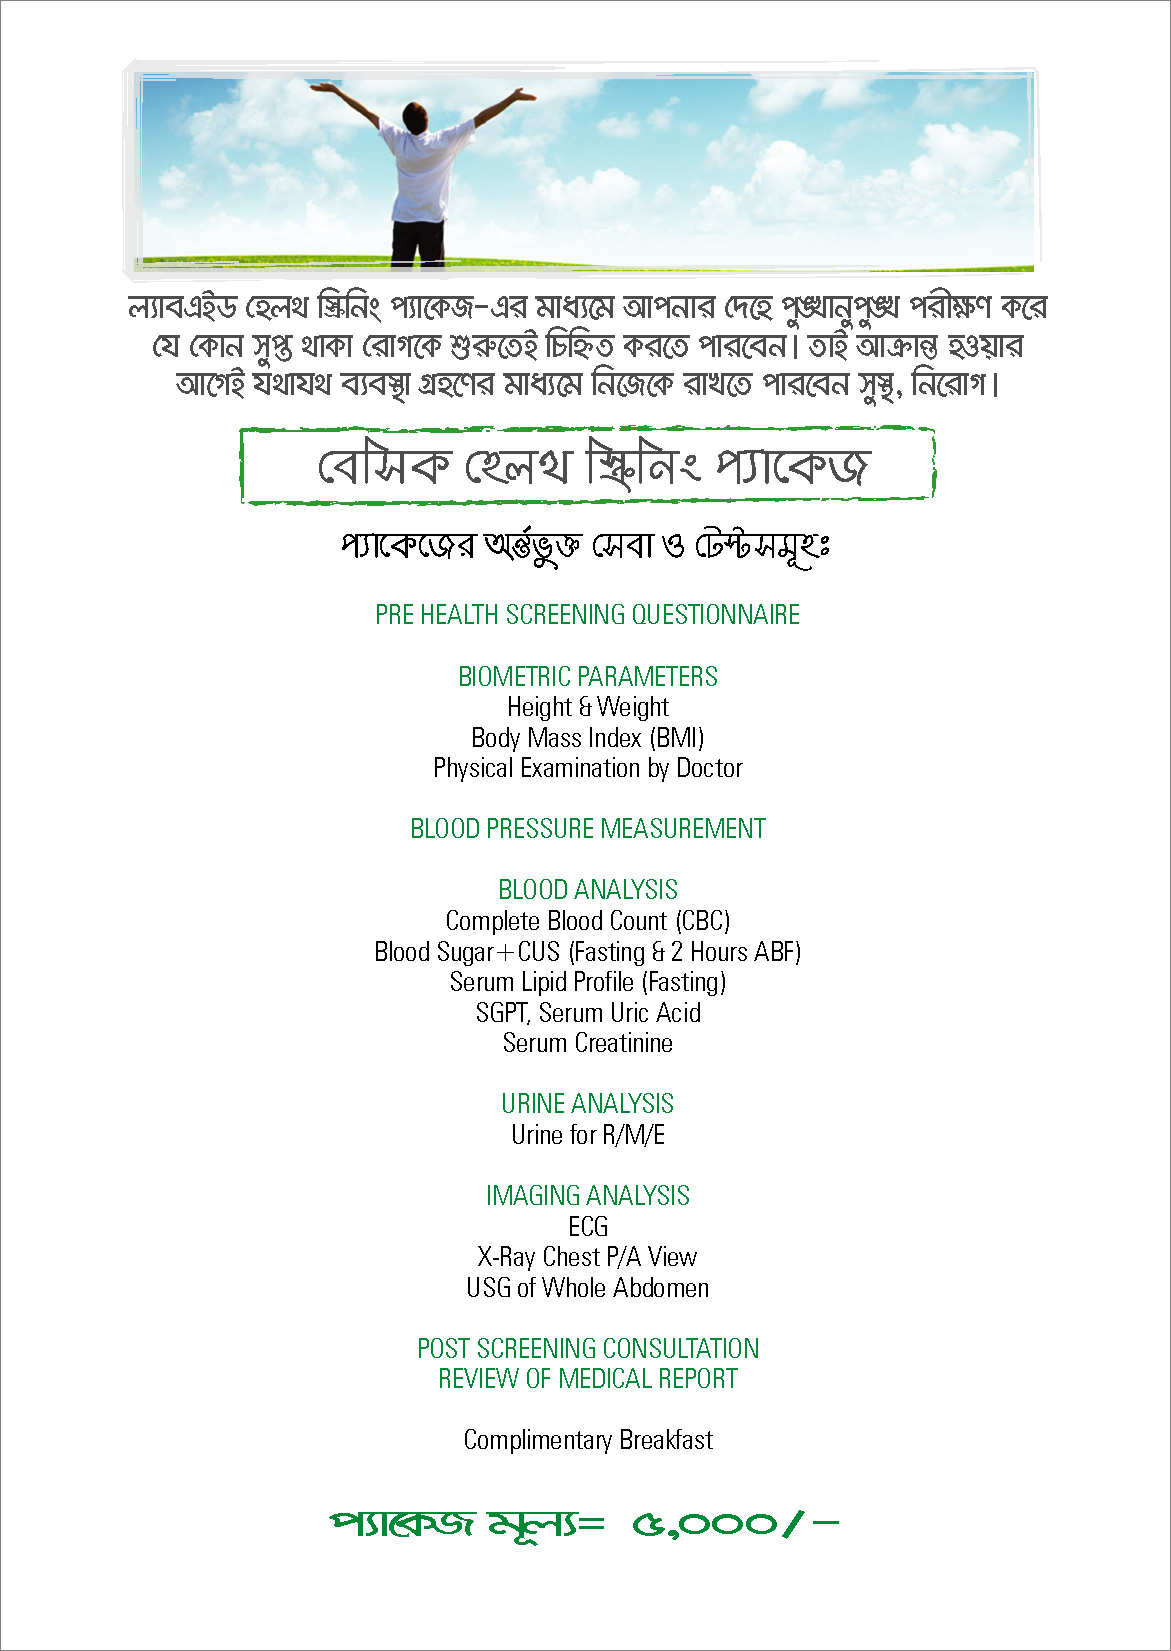 ল্যাবএইড হেলথ স্ক্রিনিং প্যাকেজ-এর মাধ্যমে আপনার দেহে পুঙ্খানুপুঙ্খ পরীক্ষণ করে
যে কোন সুপ্ত থাকা রোগকে শুরুতেই চিহ্নিত করতে পারবেন। তাই আক্রান্ত হওয়ার
আগেই যথাযথ ব্যবস্থা গ্রহণের মাধ্যমে নিজেকে রাখতে পারবেন সুস্থ, নিরোগ।
বেসিক হেলথ স্ক্রিনিং প্যাকেজ
প্যাকেজের অর্ন্তভুক্ত সেবা ও টেস্টসমূহঃ
PRE HEALTH SCREENING QUESTIONNAIRE
BIOMETRIC PARAMETERS
Height & Weight
Body Mass Index (BMI)
Physical Examination by Doctor
BLOOD PRESSURE MEASUREMENT
BLOOD ANALYSIS
Complete Blood Count (CBC)
Blood Sugar+CUS (Fasting & 2 Hours ABF)
Serum Lipid Profile (Fasting)
SGPT, Serum Uric Acid
Serum Creatinine
URINE ANALYSIS
Urine for R/M/E
IMAGING ANALYSIS
ECG
X-Ray Chest P/A View
USG of Whole Abdomen
POST SCREENING CONSULTATION
REVIEW OF MEDICAL REPORT
Complimentary Breakfast
প্যাকেজ মূল্য= ৫,০০০/-